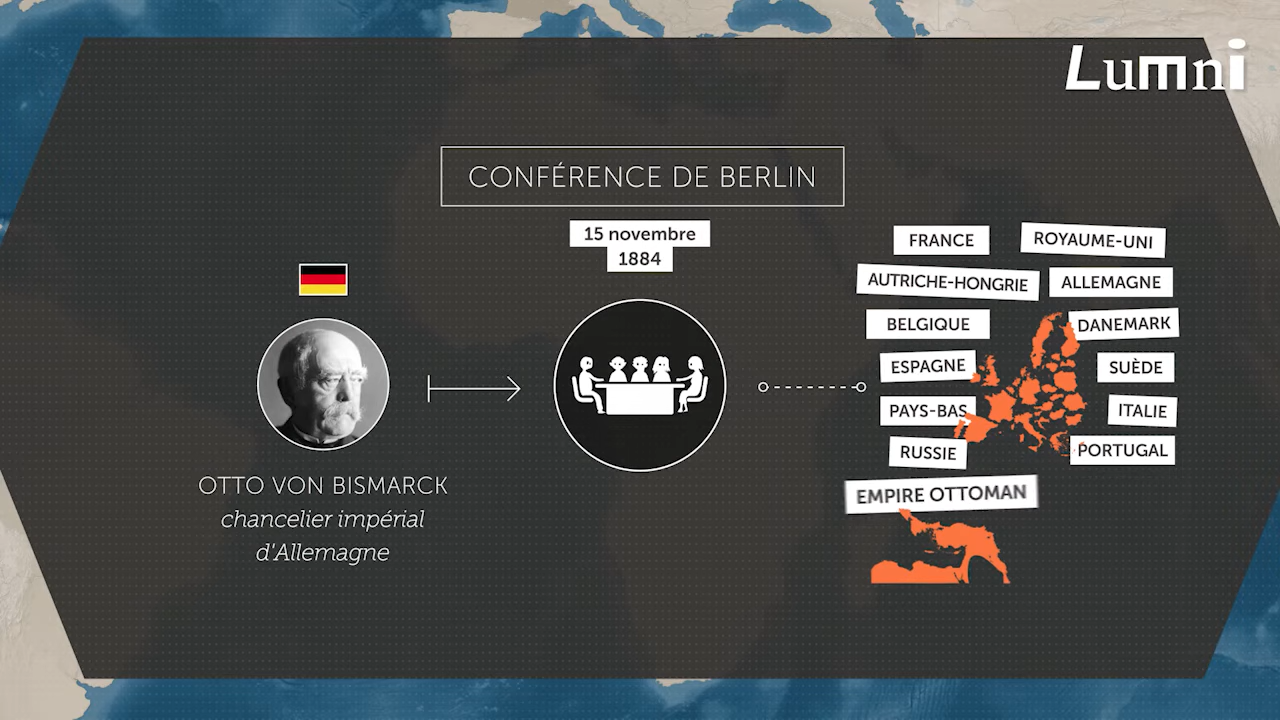 Lumni
CONFÉRENCE DE BERLIN
15 novembre
1884
OTTO VON BISMARCK
chancelier impérial
d'Allemagne
FRANCE
ROYAUME-UNI
AUTRICHE-HONGRIE
ALLEMAGNE
BELGIQUE
DANEMARK
ESPAGNE
SUÈDE
PAYS-BAS
ITALIE
RUSSIE
PORTUGAL
EMPIRE OTTOMAN